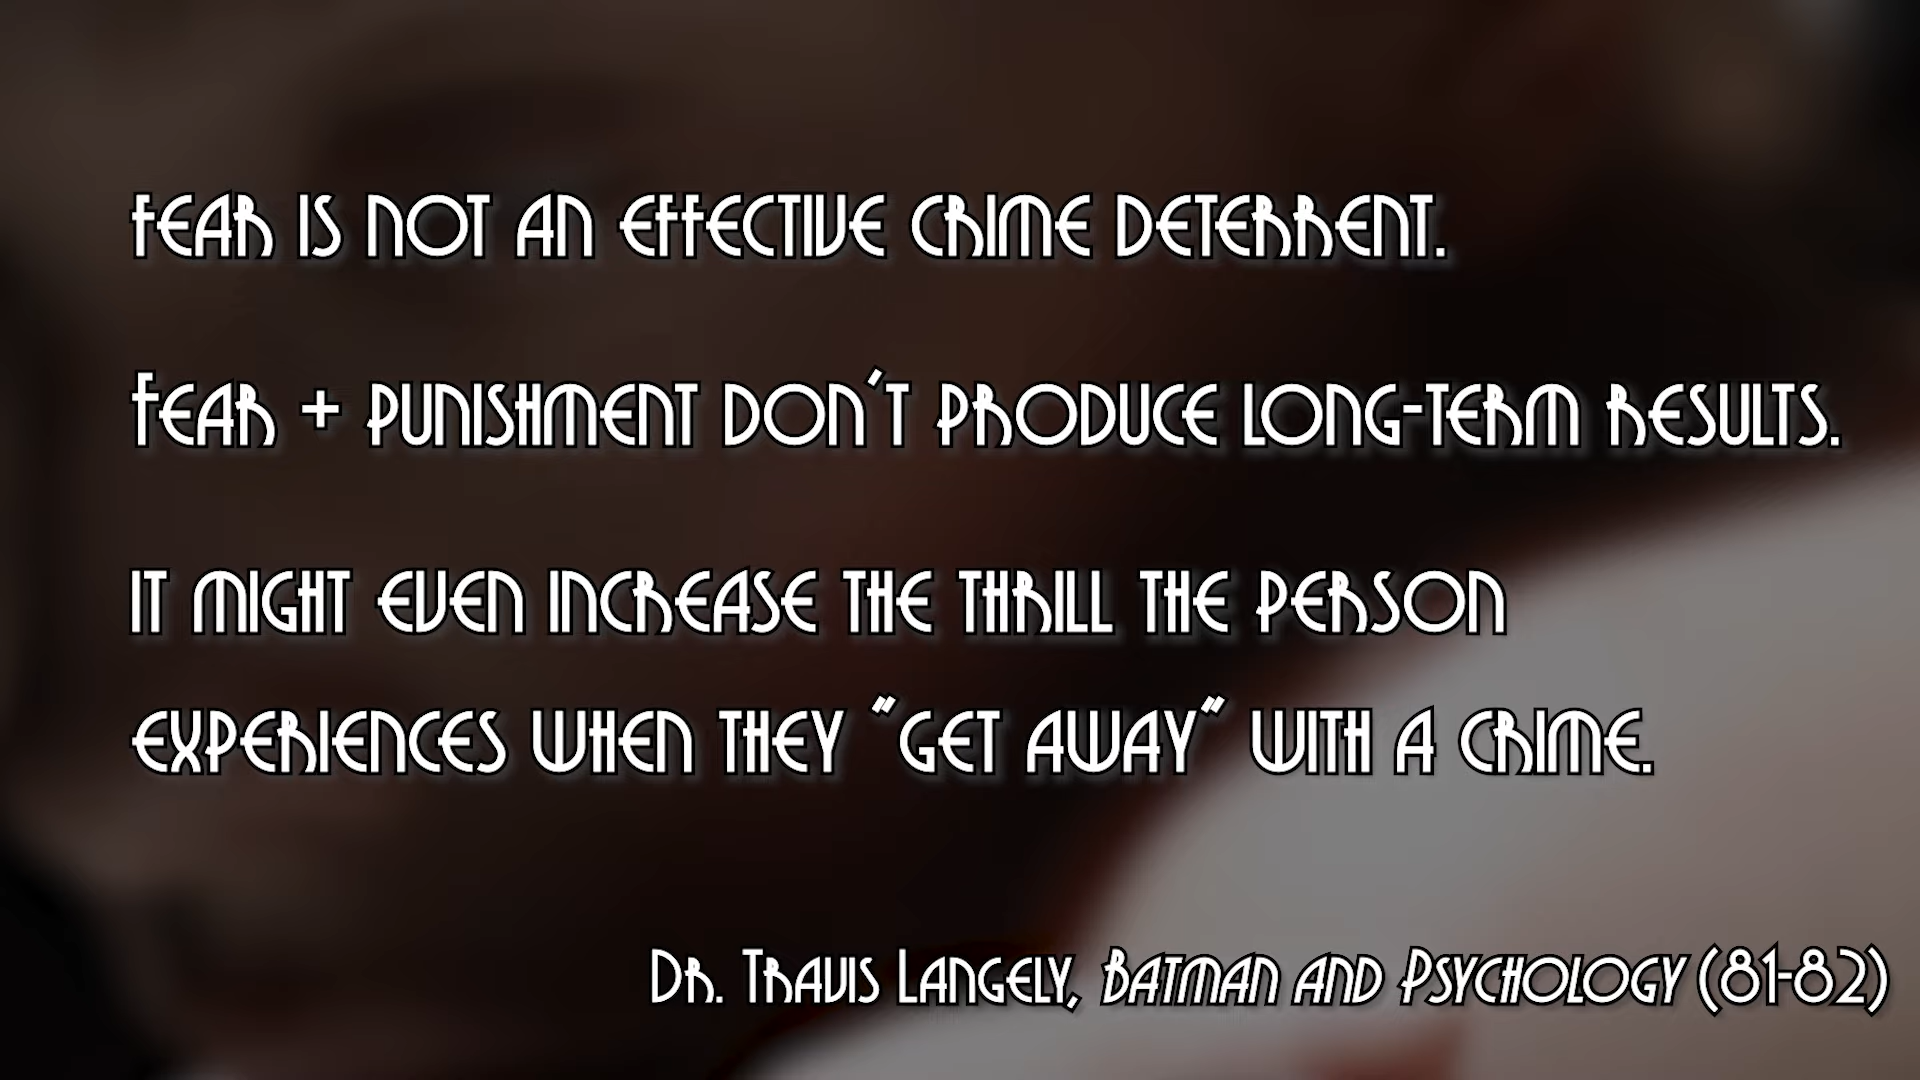 Fear is not an effective crime deterrent.
Fear + punishment don't produce long-term results.
It might even increase the thrill the person
experiences when they "get away" with a crime.
Dr. Travis Langely, Batman and Psychology (81-82)